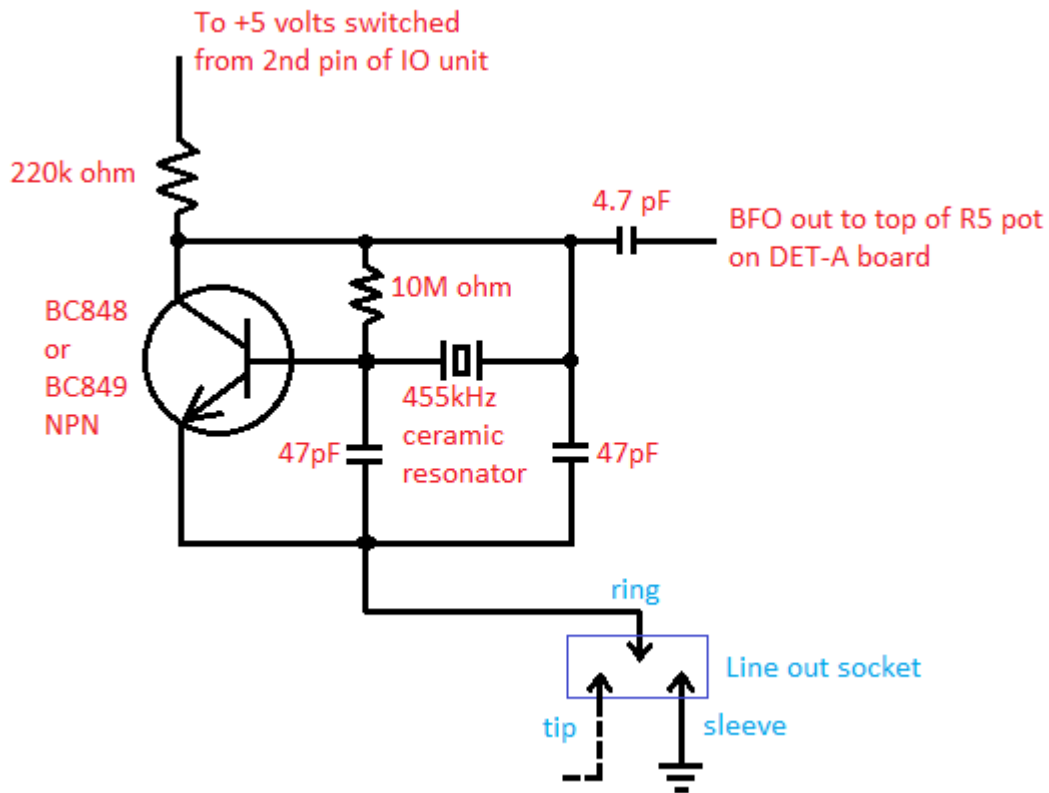 To +5 volts switched
from 2nd pin of IO unit
220k ohm
4.7 pF
BFO out to top of R5 pot
on DET-A board
10M ohm
BC848
or
BC849
NPN
455kHz
ceramic
resonator
47pF
47pF
ring
Line out socket
tip
sleeve